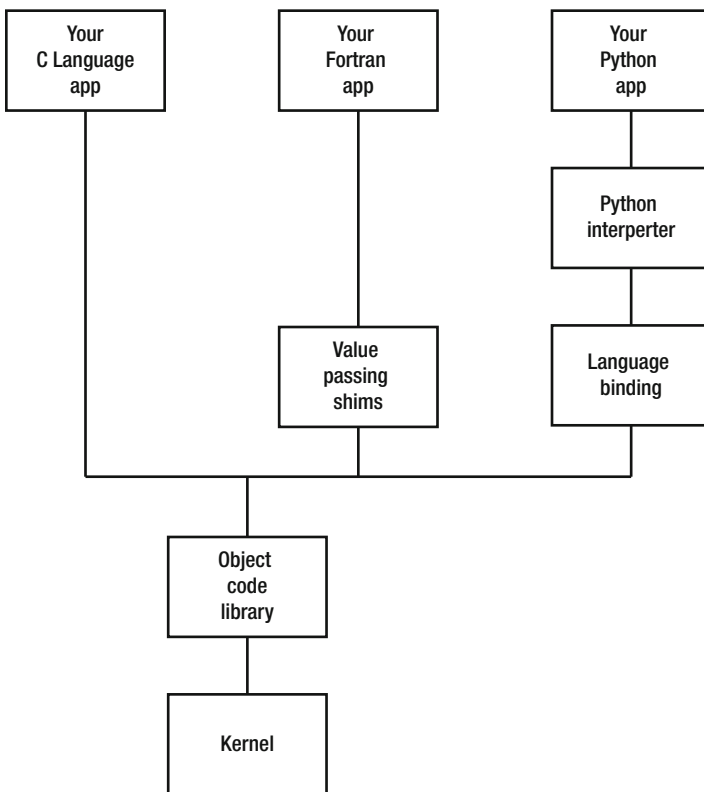 Your
C Language
app
Your
Fortran
app
Your
Python
app
Python
interperter
Value
passing
shims
Language
binding
Object
code
library
Kernel